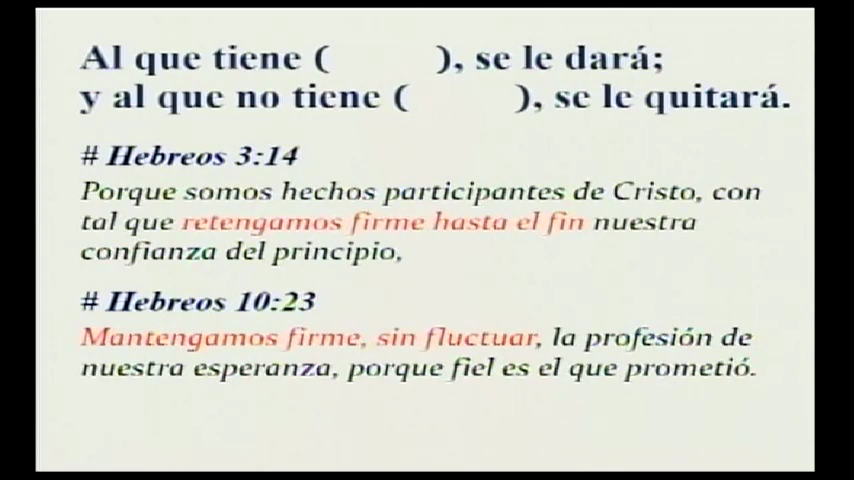 Al que tiene (          ), se le dará;
y al que no tiene (          ), se le quitará.
# Hebreos 3:14
Porque somos hechos participantes de Cristo, con
tal que retengamos firme hasta el fin nuestra
confianza del principio,
# Hebreos 10:23
Mantengamos firme, sin fluctuar, la profesión de
nuestra esperanza, porque fiel es el que prometió.